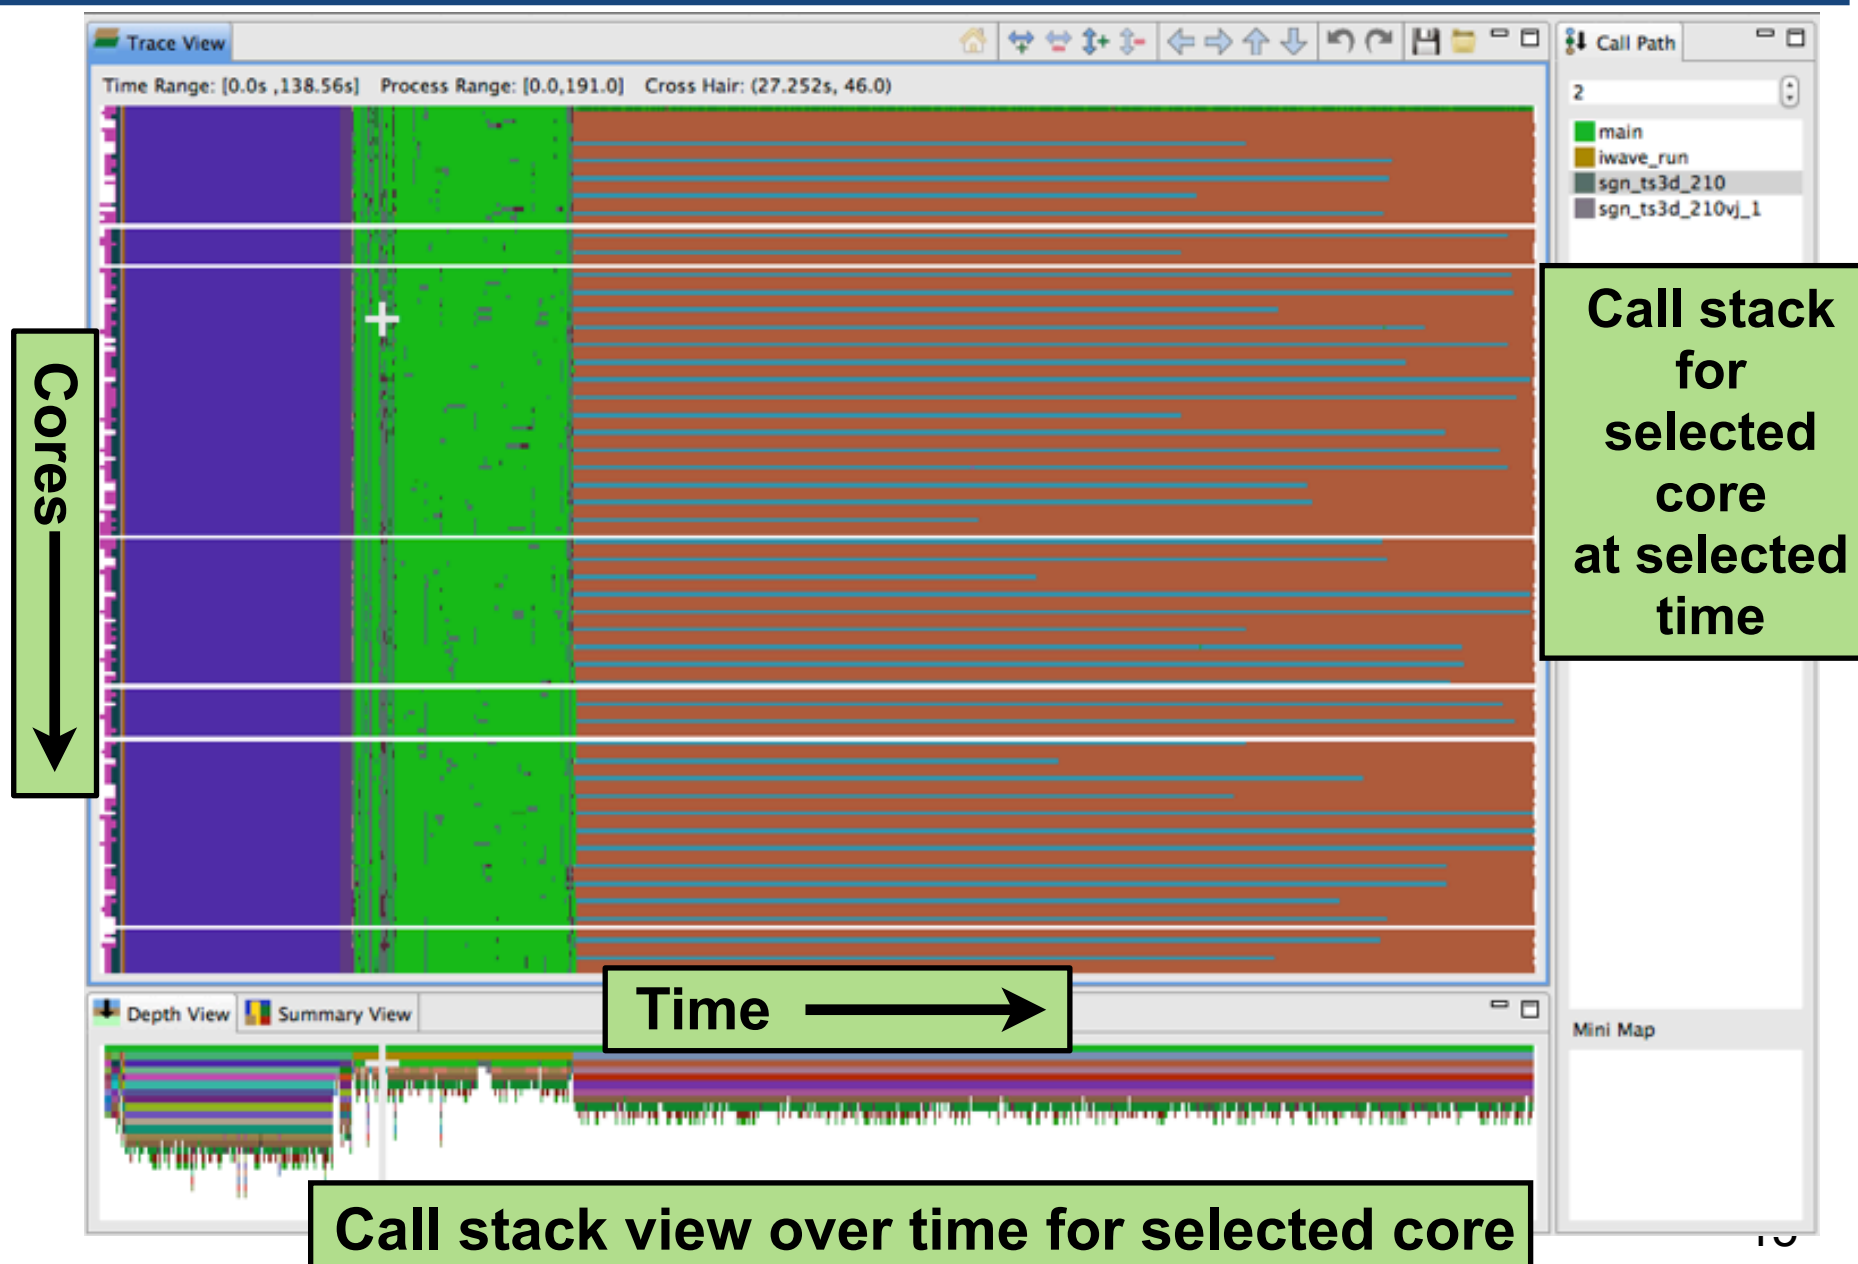 Trace View
Call Path
Time Range: [0.0s ,138.56s] Process Range: [0.0,191.0] Cross Hair: (27.252s, 46.0)
2
main
iwave_run
sgn_ts3d_210
sgn_ts3d_210vj_1
Cores
Call stack
for
selected
core
at selected
time
Time
Depth View
Summary View
Mini Map
Call stack view over time for selected core